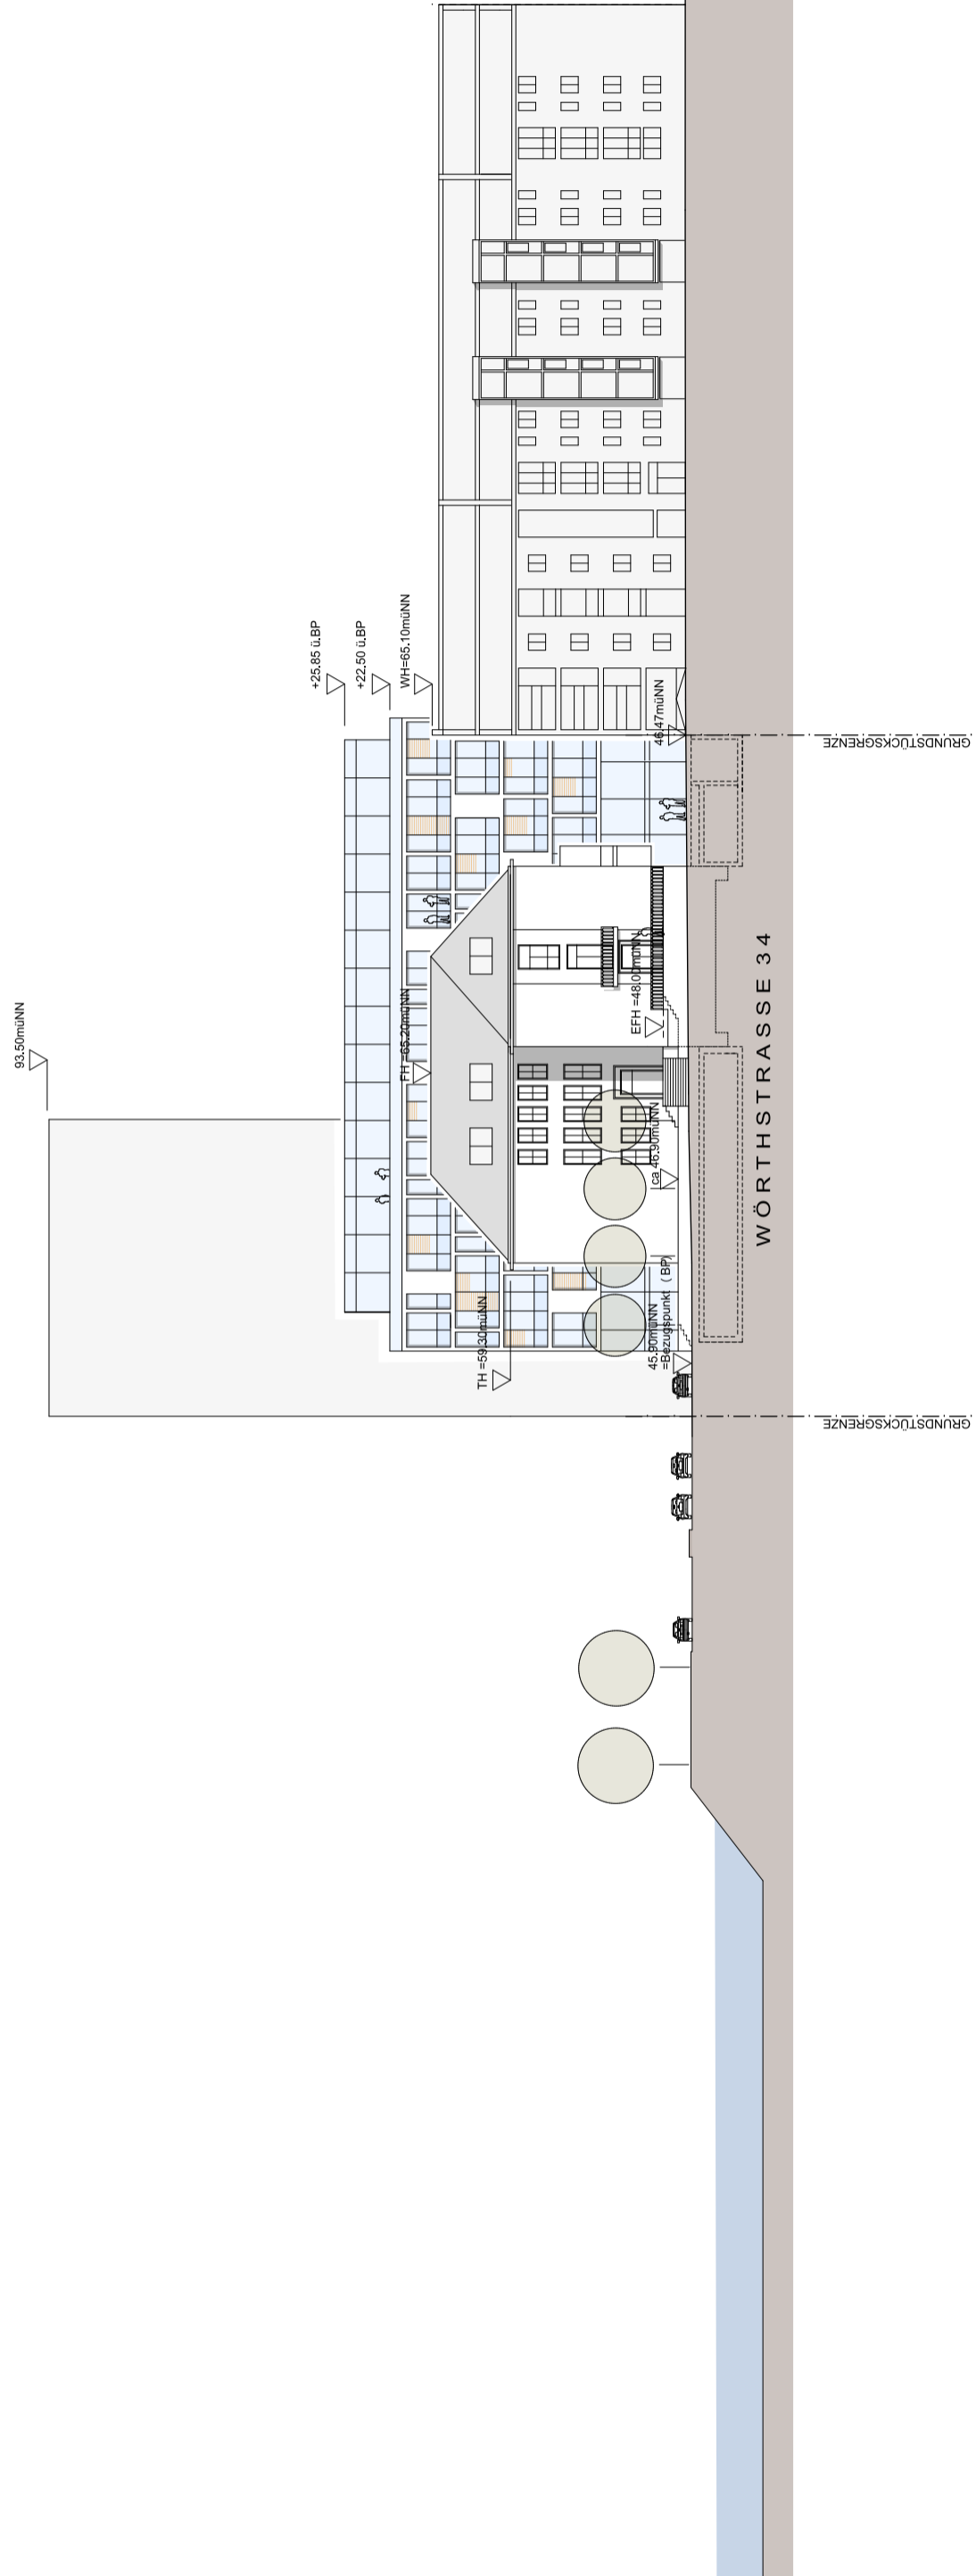 93.50müNN
+25.85 ü.BP
+22.50 ü.BP
WH=65.10müNN
FH =65.20müNN
TH =59.30müNN
EFH =48.00müNN
46.47müNN
ca 46.90müNN
45.90müNN
=Bezugspunkt ( BP)
GRUNDSTÜCKSGRENZE
GRUNDSTÜCKSGRENZE
WÖRTHSTRASSE 34